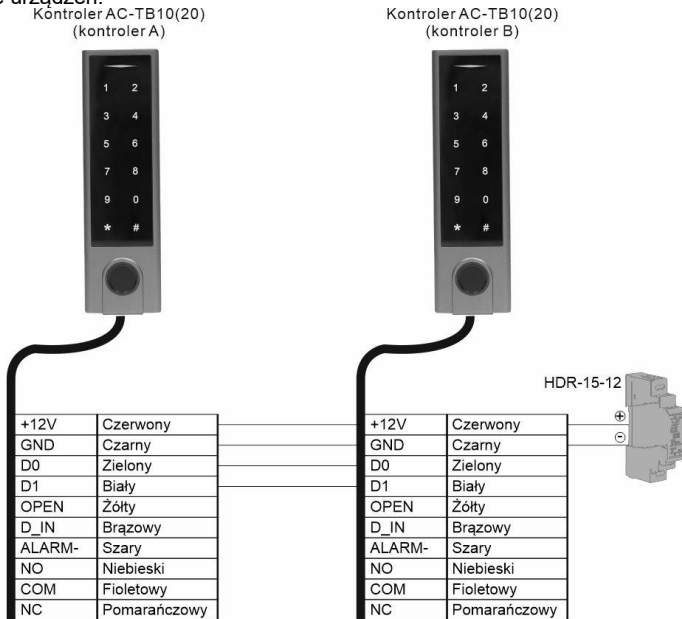 e urządzeń.
Kontroler AC-TB10(20)
(kontroler A)
Kontroler AC-TB10(20)
(kontroler B)
1 2
3 4
5 6
7 8
9 0
* #
1 2
3 4
5 6
7 8
9 0
* #
HDR-15-12
+12V Czerwony
GND Czarny
D0 Zielony
D1 Biały
OPEN Żółty
D_IN Brązowy
ALARM- Szary
NO Niebieski
COM Fioletowy
NC Pomarańczowy
+12V Czerwony
GND Czarny
D0 Zielony
D1 Biały
OPEN Żółty
D_IN Brązowy
ALARM- Szary
NO Niebieski
COM Fioletowy
NC Pomarańczowy
+
-